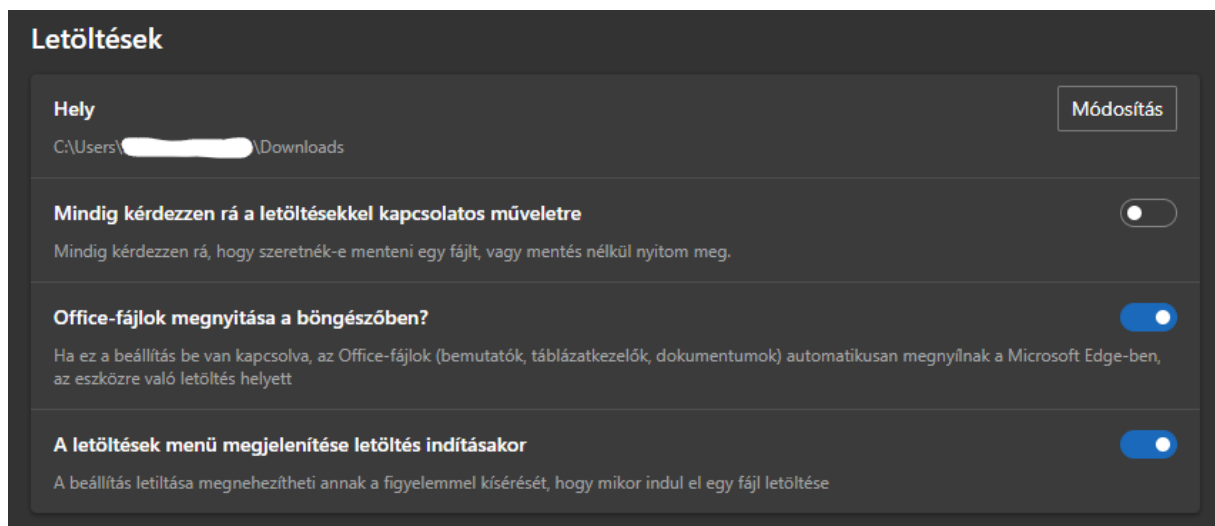 Letöltések
Hely
Módosítás
C:\Users\ \Downloads
Mindig kérdezzen rá a letöltésekkel kapcsolatos műveletre
Mindig kérdezzen rá, hogy szeretnék-e menteni egy fájlt, vagy mentés nélkül nyitom meg.
Office-fájlok megnyitása a böngészőben?
Ha ez a beállítás be van kapcsolva, az Office-fájlok (bemutatók, táblázatkezelők, dokumentumok) automatikusan megnyílnak a Microsoft Edge-ben,
az eszközre való letöltés helyett
A letöltések menü megjelenítése letöltés indításakor
A beállítás letiltása megnehezítheti annak a figyelemmel kísérését, hogy mikor indul el egy fájl letöltése